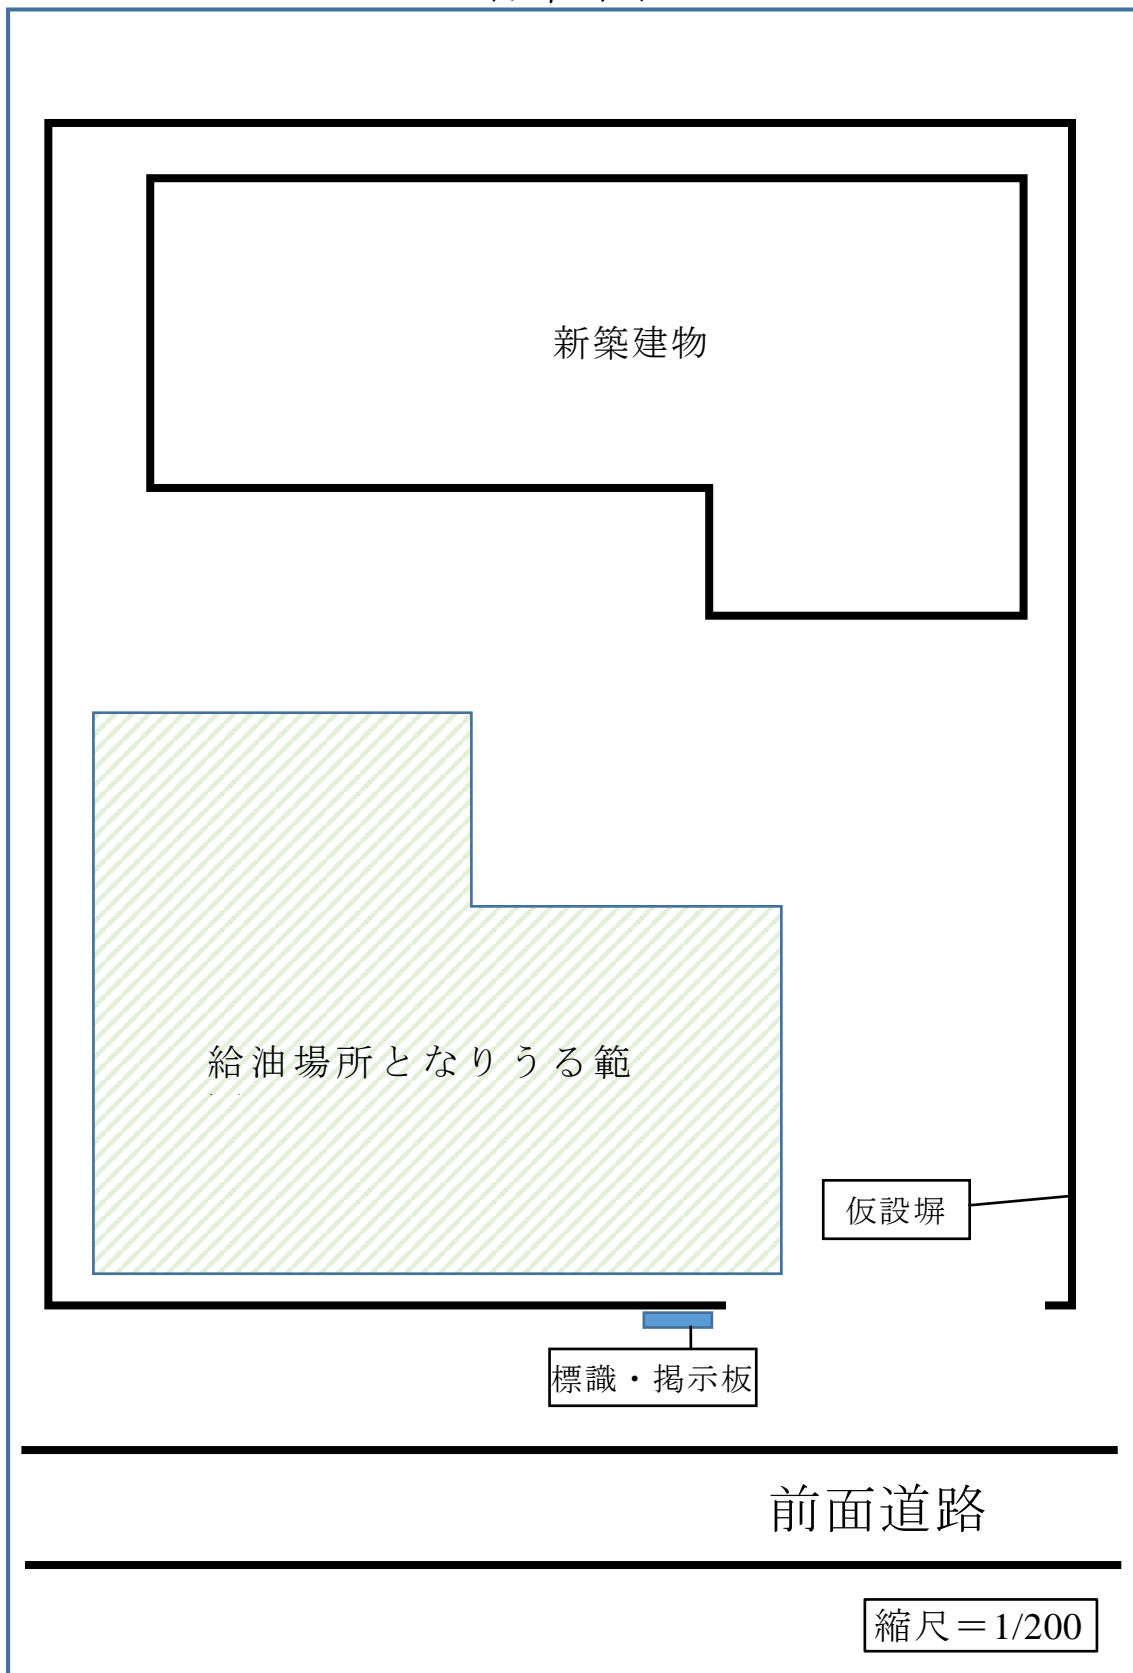 新築建物
給油場所となりうる範
仮設塀
標識・掲示板
前面道路
縮尺＝1/200